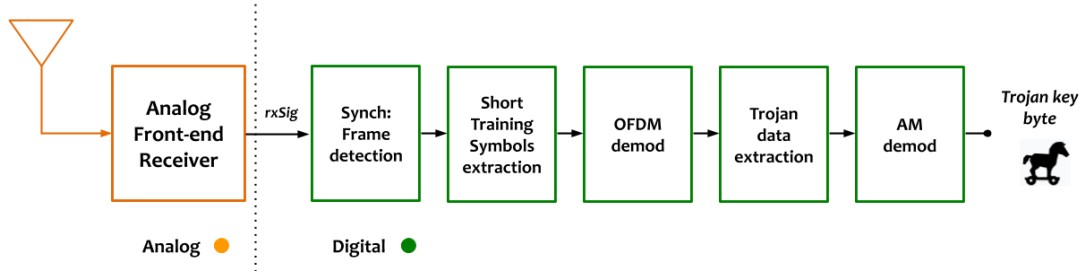 Analog
Front-end
Receiver
rxSig
Synch:
Frame
detection
Short
Training
Symbols
extraction
OFDM
demod
Trojan
data
extraction
AM
demod
Trojan key
byte
Analog
Digital